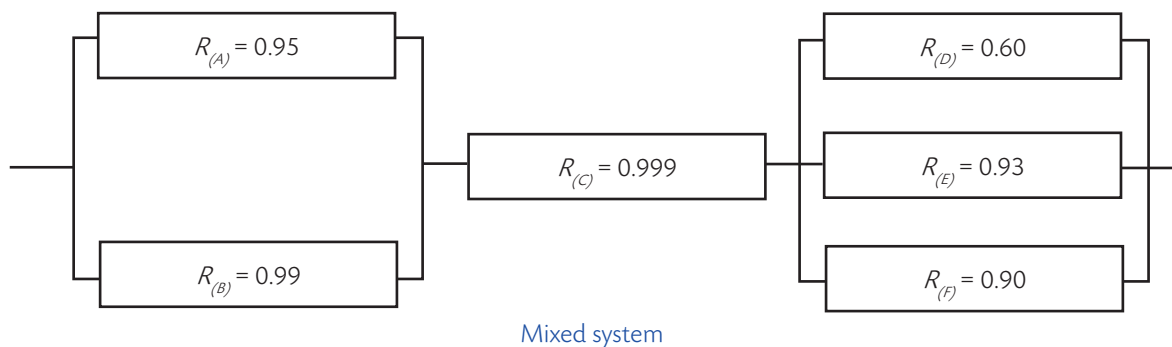 R(A) = 0.95
R(B) = 0.99
R(C) = 0.999
R(D) = 0.60
R(E) = 0.93
R(F) = 0.90
Mixed system